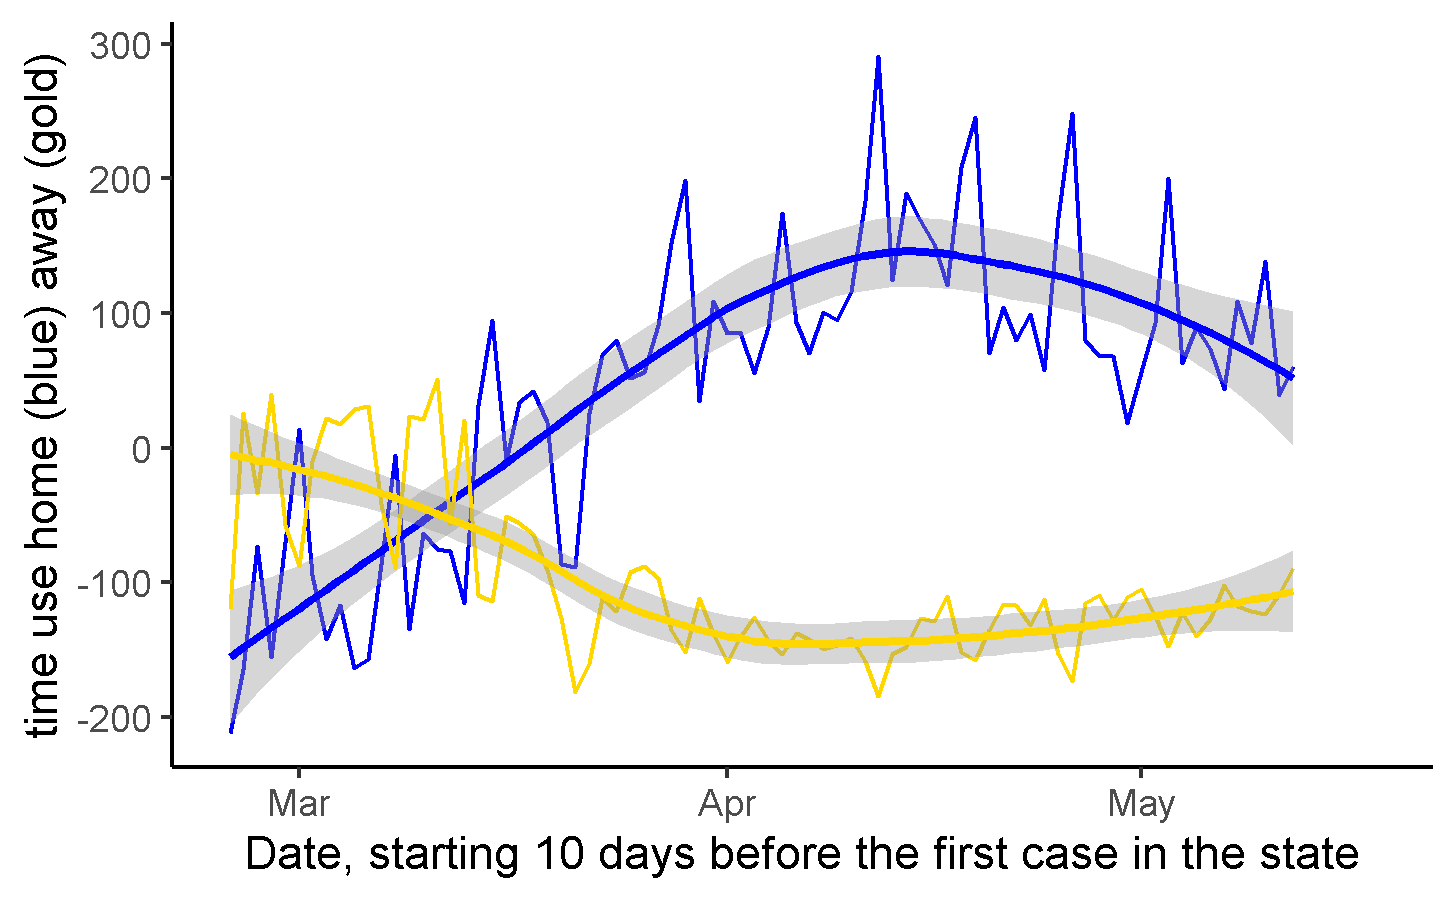 time use home (blue) away (gold)
300
200
100
0
-100
-200
Mar Apr May
Date, starting 10 days before the first case in the state